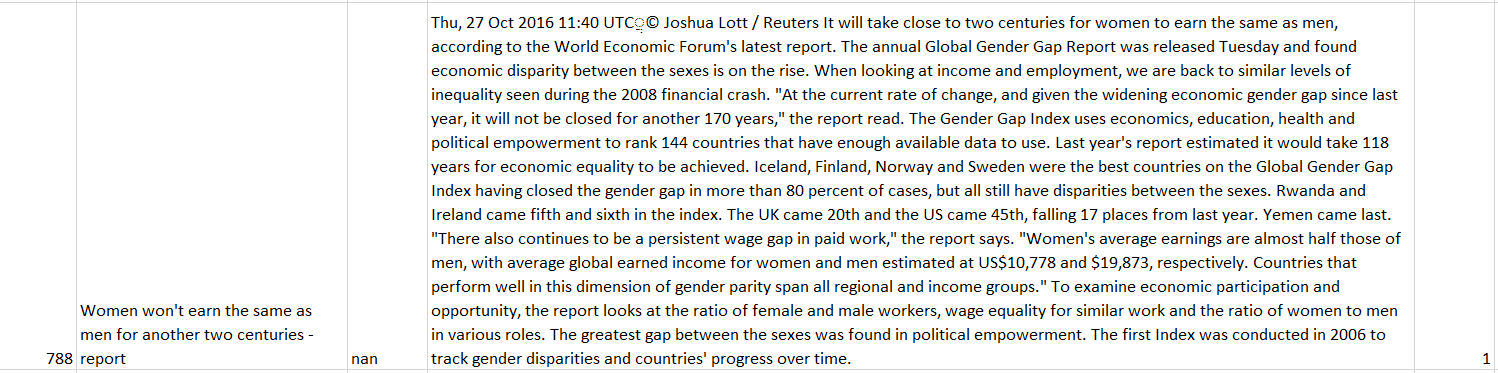 Thu, 27 Oct 2016 11:40 UTC© Joshua Lott / Reuters It will take close to two centuries for women to earn the same as men,
according to the World Economic Forum's latest report. The annual Global Gender Gap Report was released Tuesday and found
economic disparity between the sexes is on the rise. When looking at income and employment, we are back to similar levels of
inequality seen during the 2008 financial crash. "At the current rate of change, and given the widening economic gender gap since last
year, it will not be closed for another 170 years," the report read. The Gender Gap Index uses economics, education, health and
political empowerment to rank 144 countries that have enough available data to use. Last year's report estimated it would take 118
years for economic equality to be achieved. Iceland, Finland, Norway and Sweden were the best countries on the Global Gender Gap
Index having closed the gender gap in more than 80 percent of cases, but all still have disparities between the sexes. Rwanda and
Ireland came fifth and sixth in the index. The UK came 20th and the US came 45th, falling 17 places from last year. Yemen came last.
"There also continues to be a persistent wage gap in paid work," the report says. "Women's average earnings are almost half those of
men, with average global earned income for women and men estimated at US$10,778 and $19,873, respectively. Countries that
perform well in this dimension of gender parity span all regional and income groups." To examine economic participation and
opportunity, the report looks at the ratio of female and male workers, wage equality for similar work and the ratio of women to men
in various roles. The greatest gap between the sexes was found in political empowerment. The first Index was conducted in 2006 to
track gender disparities and countries' progress over time.
Women won't earn the same as
men for another two centuries -
788 report
nan
1